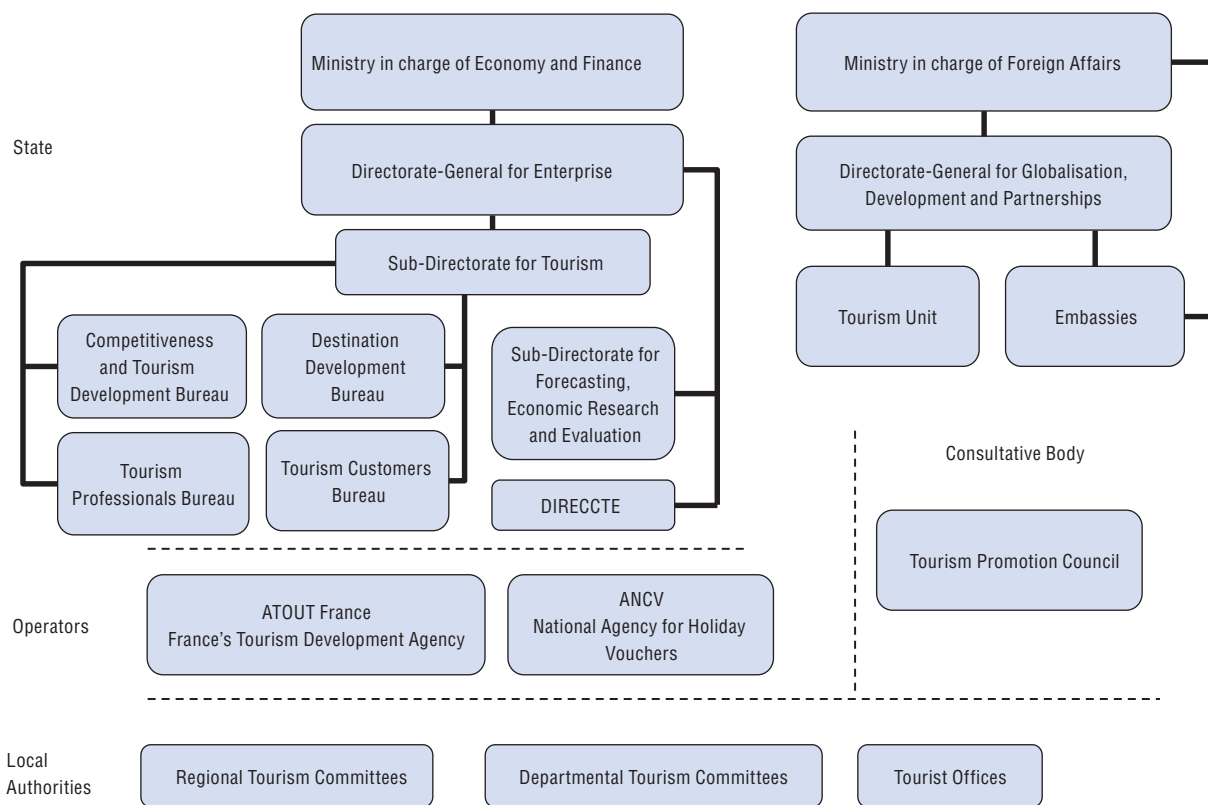 Ministry in charge of Economy and Finance
Ministry in charge of Foreign Affairs
State
Directorate-General for Enterprise
Directorate-General for Globalisation,
Development and Partnerships
Sub-Directorate for Tourism
Competitiveness
and Tourism
Development Bureau
Destination
Development
Bureau
Sub-Directorate for
Forecasting,
Economic Research
and Evaluation
Tourism Unit
Embassies
Tourism
Professionals Bureau
Tourism Customers
Bureau
DIRECCTE
Consultative Body
Tourism Promotion Council
Operators
ATOUT France
France’s Tourism Development Agency
ANCV
National Agency for Holiday
Vouchers
Local
Authorities
Regional Tourism Committees
Departmental Tourism Committees
Tourist Offices